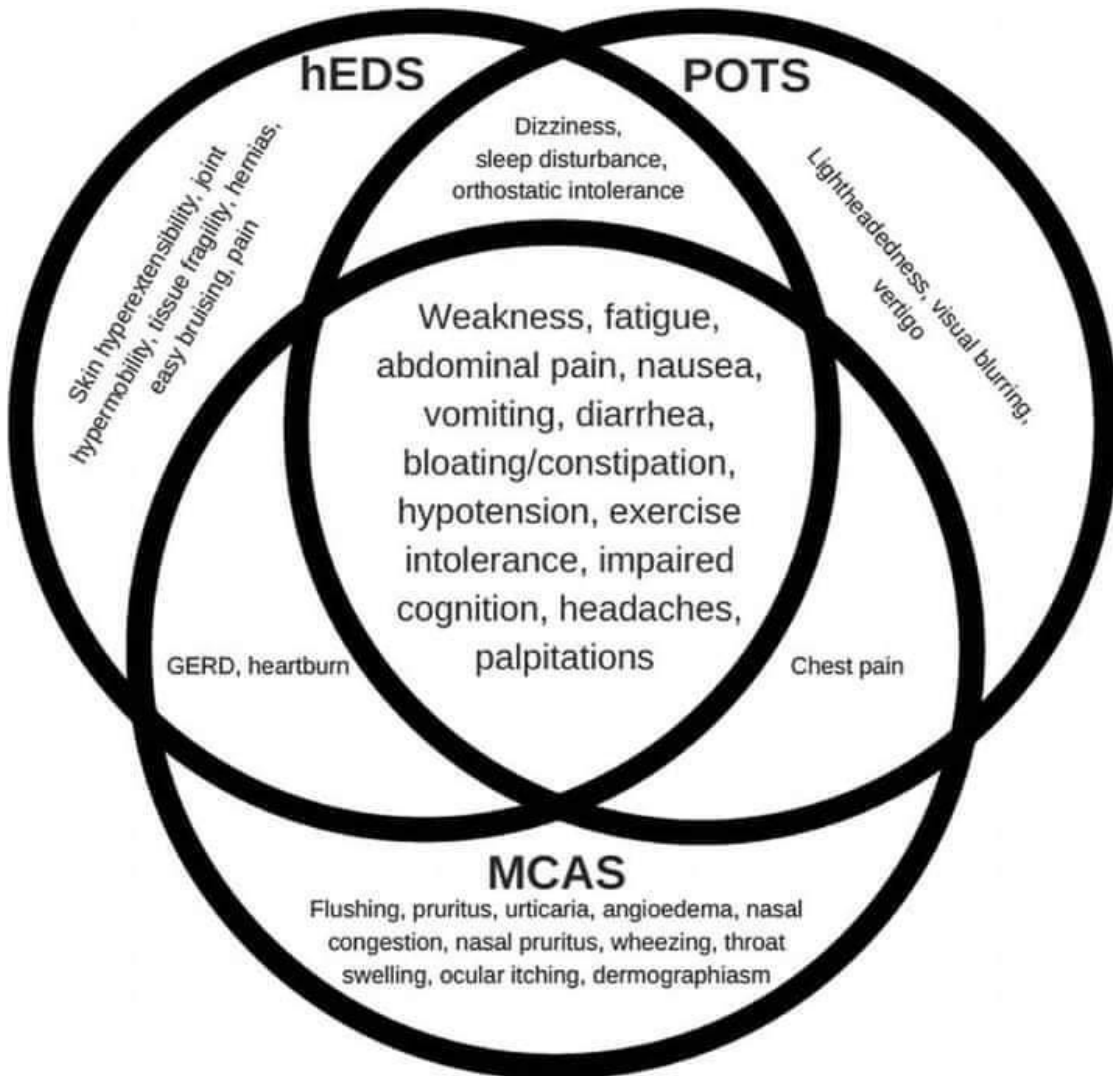 hEDS
POTS
Dizziness,
sleep disturbance,
orthostatic intolerance
Skin hyperextensibility, joint
hypermobility, tissue fragility, hernias,
easy bruising, pain
Lightheadedness, visual blurring,
vertigo
Weakness, fatigue,
abdominal pain, nausea,
vomiting, diarrhea,
bloating/constipation,
hypotension, exercise
intolerance, impaired
cognition, headaches,
palpitations
GERD, heartburn
Chest pain
MCAS
Flushing, pruritus, urticaria, angioedema, nasal
congestion, nasal pruritus, wheezing, throat
swelling, ocular itching, dermographiasm